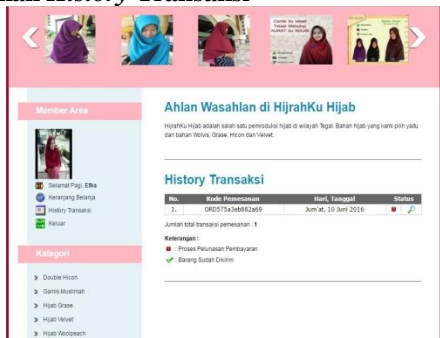 History Transaksi
Member Area
Selamat Pagi, Efka
Keranjang Belanja
History Transaksi
Keluar
Kategori
Double Hicon
Gamis Muslimah
Hijab Grase
Hijab Velvet
Hijab Woolpeach
Ahlan Wasahlan di HijrahKu Hijab
HijrahKu Hijab adalah salah satu pemroduksi hijab di wilayah Tegal. Bahan hijab yang kami pilih yaitu
dari bahan Wolvis, Grase, Hicon dan Velvet.
History Transaksi
No. Kode Pemesanan Hari, Tanggal Status
1. ORD575a3eb882a69 Jum'at, 10 Juni 2016
Jumlah total transaksi pemesanan : 1
Keterangan :
: Proses Pelunasan Pembayaran
: Barang Sudah Dikirim